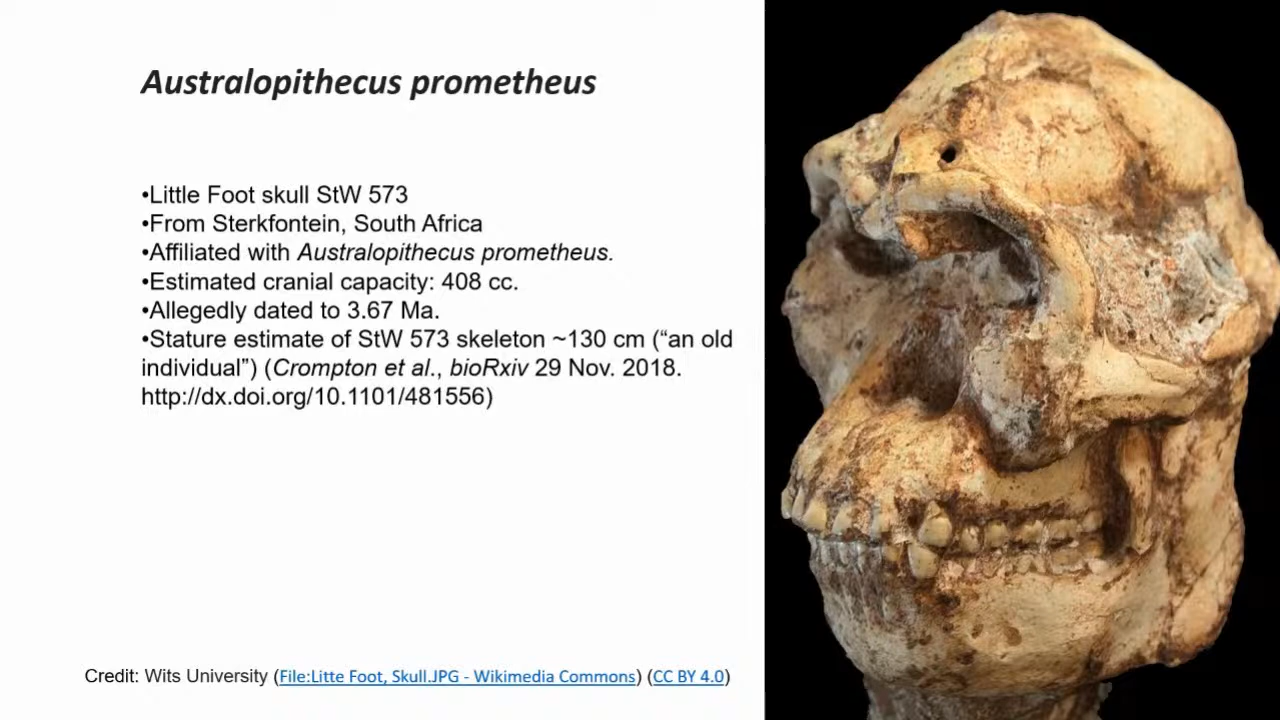 Australopithecus prometheus
•Little Foot skull StW 573
•From Sterkfontein, South Africa
•Affiliated with Australopithecus prometheus.
•Estimated cranial capacity: 408 cc.
•Allegedly dated to 3.67 Ma.
•Stature estimate of StW 573 skeleton ~130 cm (“an old
individual”) (Crompton et al., bioRxiv 29 Nov. 2018.
http://dx.doi.org/10.1101/481556)
Credit: Wits University (File:Litte Foot, Skull.JPG - Wikimedia Commons) (CC BY 4.0)